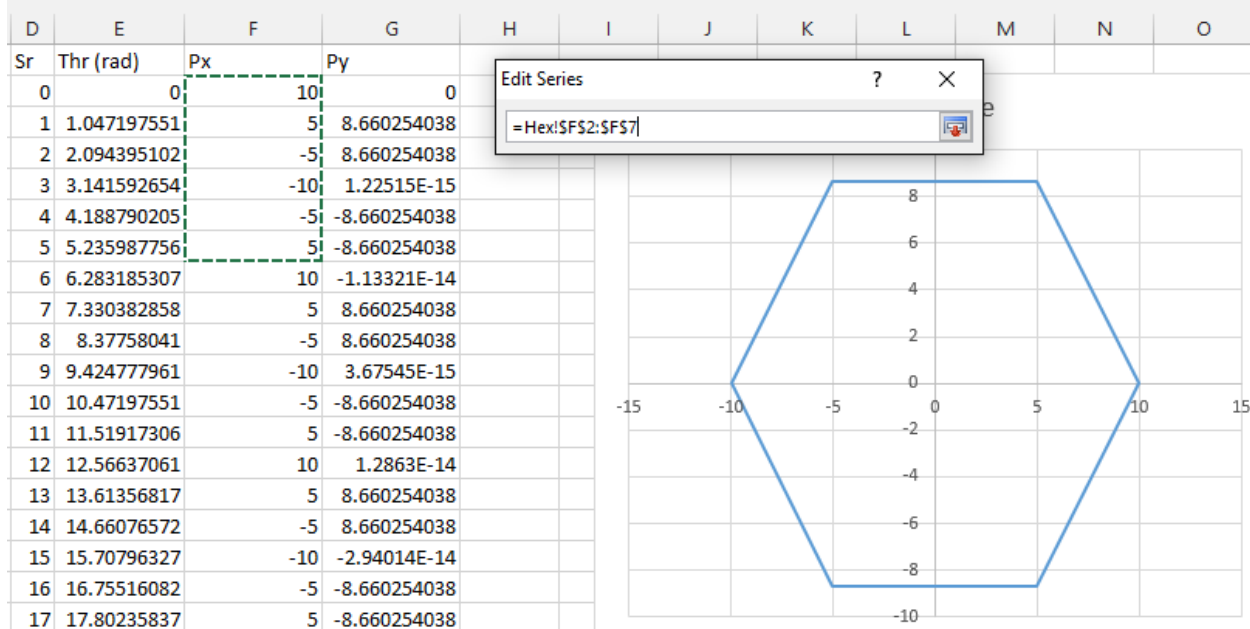 D E F G H I J K L M N O
Sr Thr (rad) Px Py
0 0 10 0
1 1.047197551 5 8.660254038
2 2.094395102 -5 8.660254038
3 3.141592654 -10 1.22515E-15
4 4.188790205 -5 -8.660254038
5 5.235987756 5 -8.660254038
6 6.283185307 10 -1.13321E-14
7 7.330382858 5 8.660254038
8 8.37758041 -5 8.660254038
9 9.424777961 -10 3.67545E-15
10 10.47197551 -5 -8.660254038
11 11.51917306 5 -8.660254038
12 12.56637061 10 1.2863E-14
13 13.61356817 5 8.660254038
14 14.66076572 -5 8.660254038
15 15.70796327 -10 -2.94014E-14
16 16.75516082 -5 -8.660254038
17 17.80235837 5 -8.660254038
Edit Series ? ×
=Hex!$F$2:$F$7
e
8
6
4
2
0
-15 -10 -5 0 5 10 15
-2
-4
-6
-8
-10